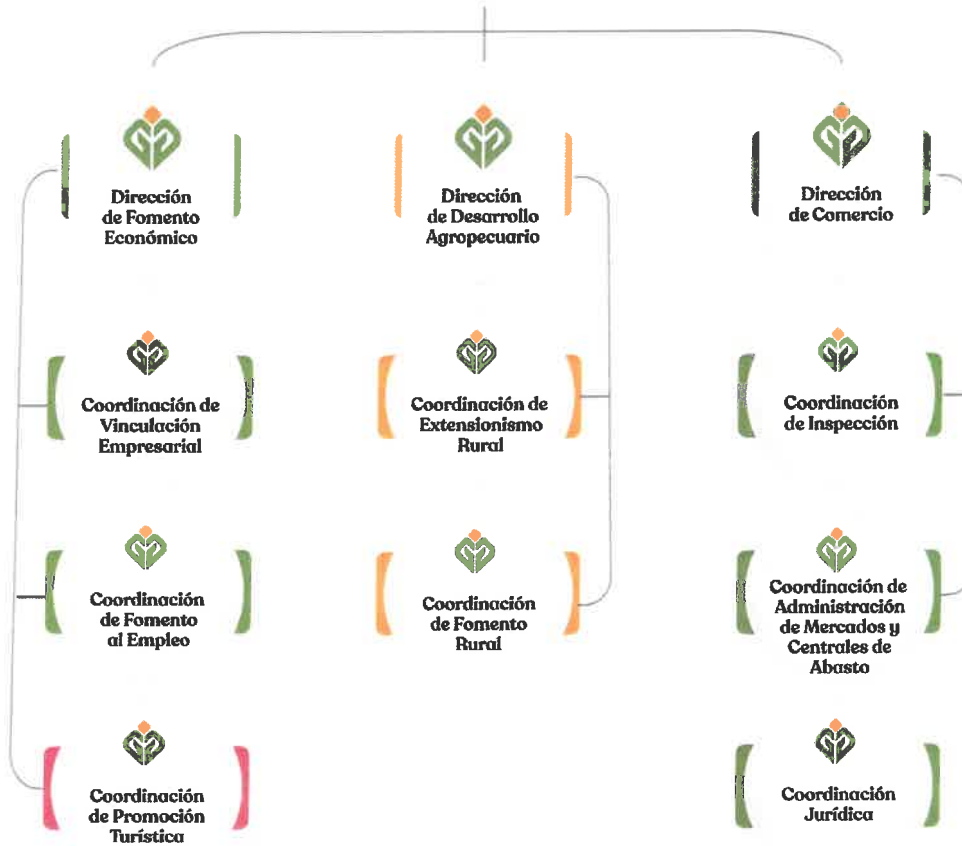 Dirección
de Fomento
Económico
Dirección
de Desarrollo
Agropecuario
Dirección
de Comercio
Coordinación de
Vinculación
Empresarial
Coordinación de
Extensionismo
Rural
Coordinación
de Inspección
Coordinación
de Fomento
al Empleo
Coordinación
de Fomento
Rural
Coordinación de
Administración
de Mercados y
Centrales de
Abasto
Coordinación
de Promoción
Turística
Coordinación
Jurídica